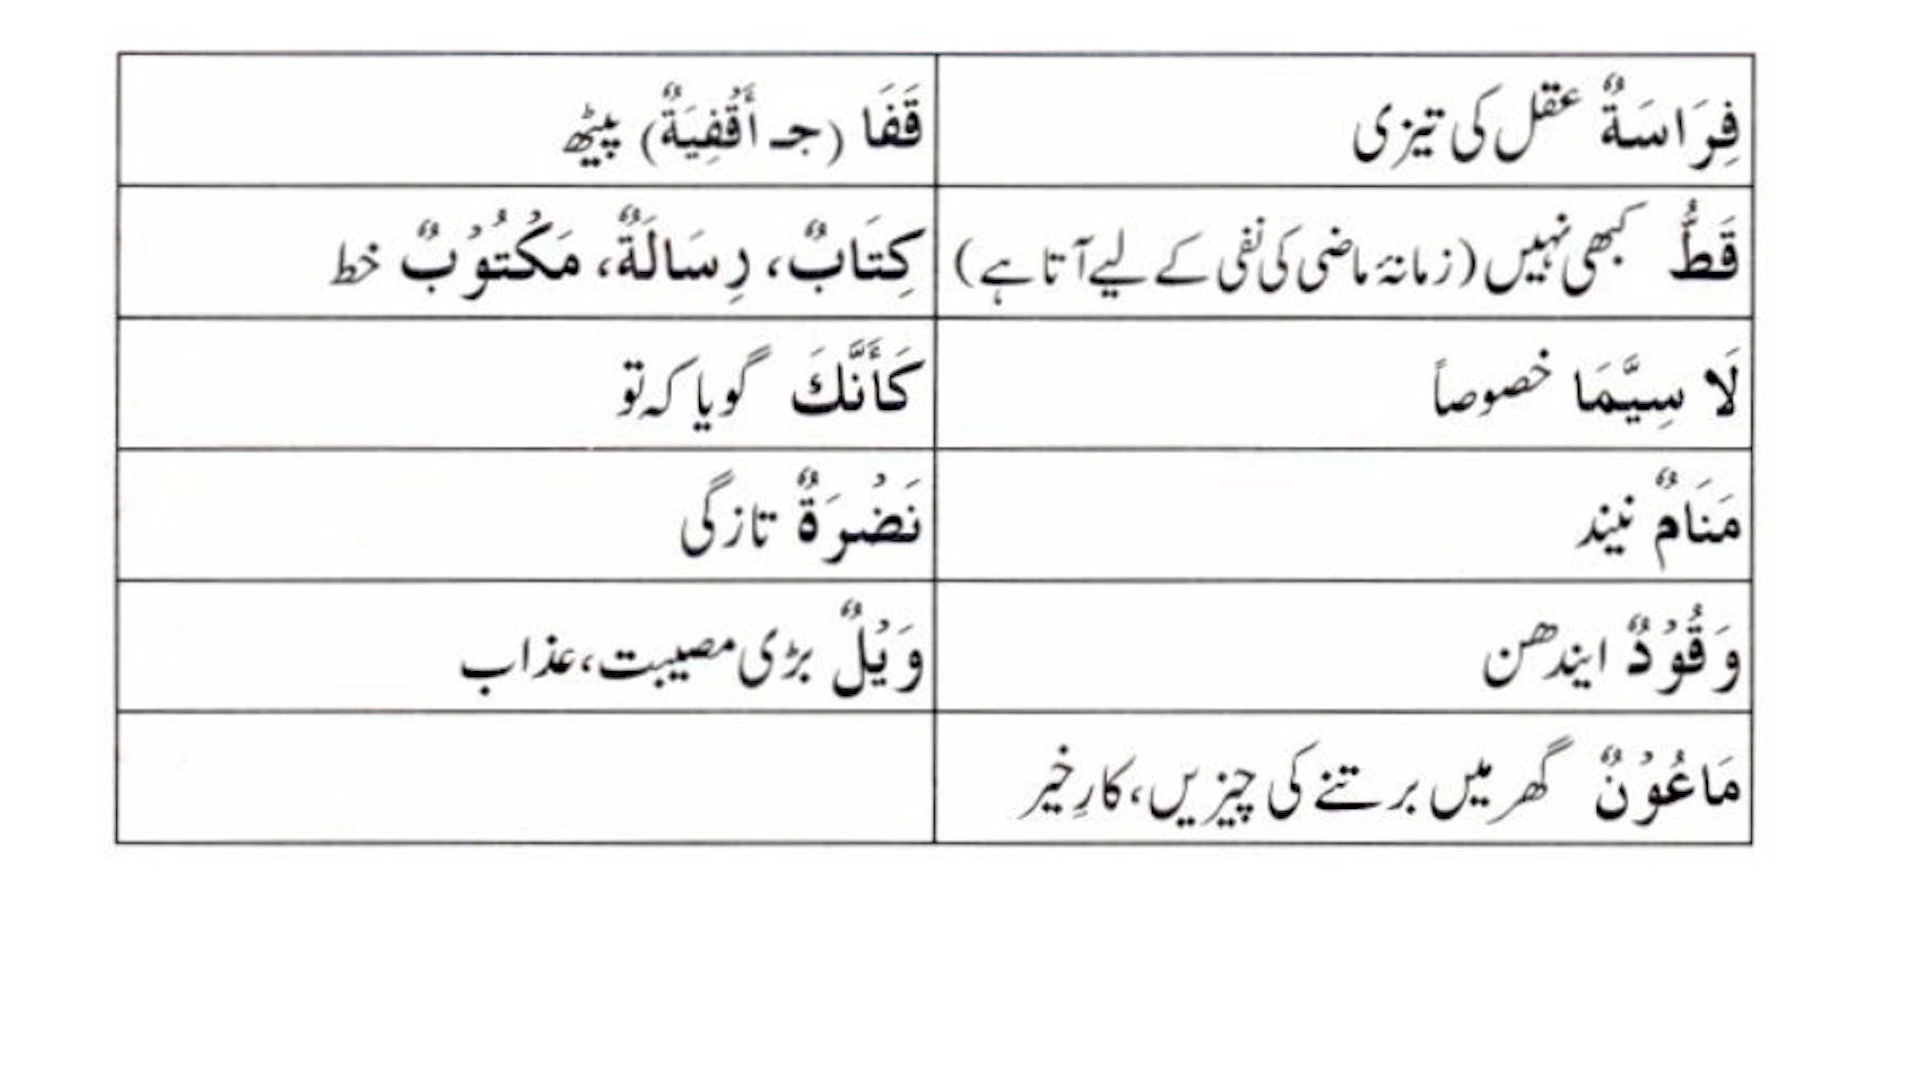 فِرَاسَةٌ عقل کی تیزی
قَفَا (جـ أَقْفِيَةٌ) پیٹھ
قَطُّ کبھی نہیں (زمانۂ ماضی کی نفی کے لیے آتا ہے)
كِتَابٌ، رِسَالَةٌ، مَكْتُوْبٌ خط
لَا سِيَّمَا خصوصاً
كَأَنَّكَ گویا کہ تو
مَنَامٌ نیند
نَضْرَةٌ تازگی
وَقُوْدٌ ایندھن
وَيْلٌ بڑی مصیبت، عذاب
مَاعُوْنٌ گھر میں برتنے کی چیزیں، کارِ خیر